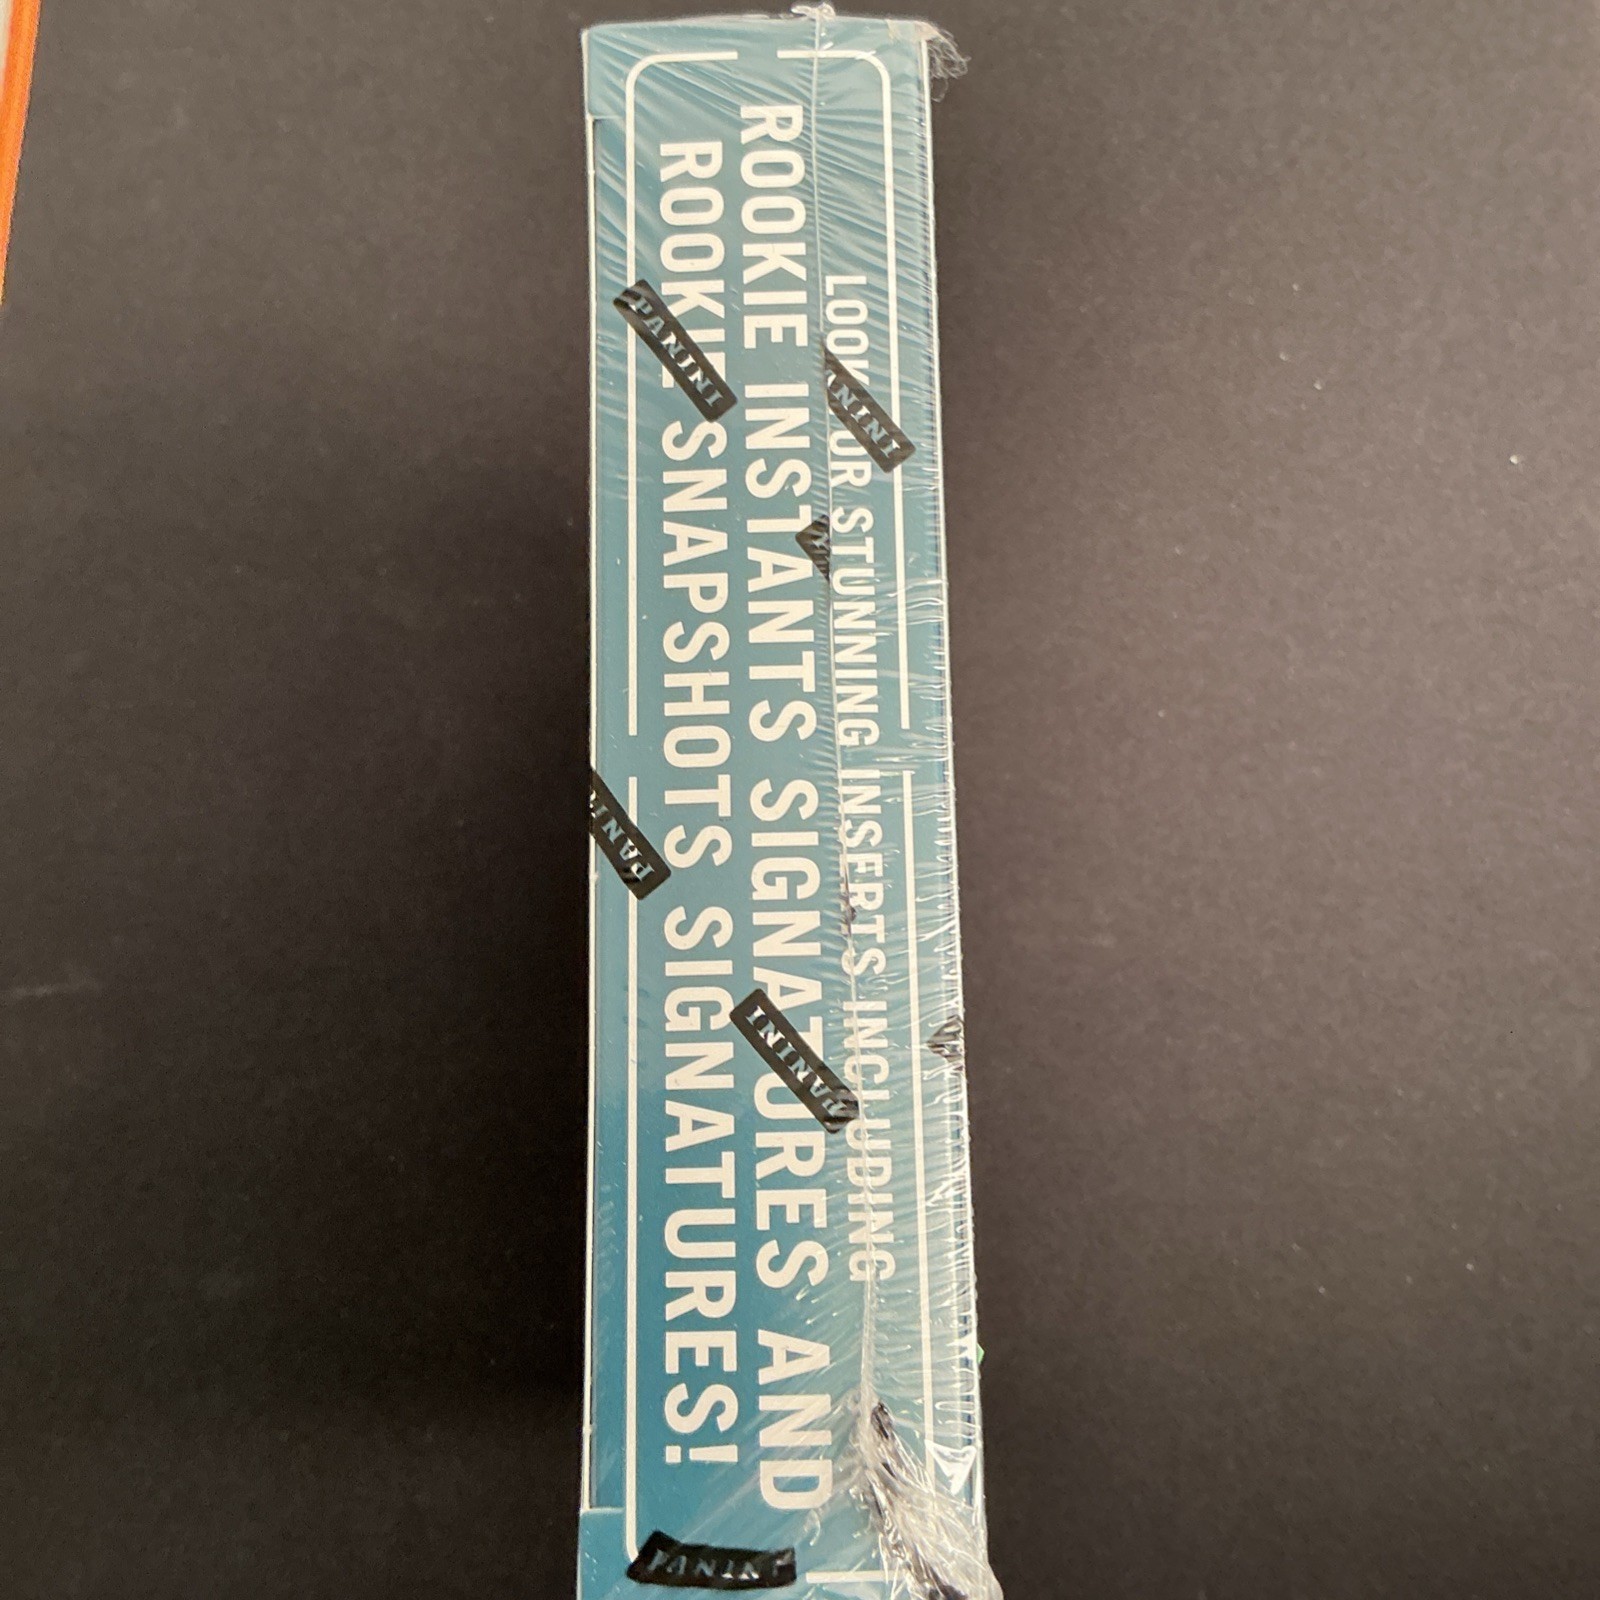 LOOK FOR STUNNING INSERTS INCLUDING
ROOKIE INSTANTS SIGNATURES AND
ROOKIE SNAPSHOTS SIGNATURES!
PANINI
PANINI
PANINI
PANINI
PANINI